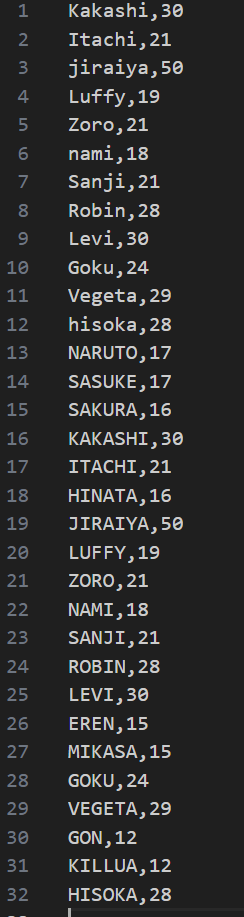 1 Kakashi,30
2 Itachi,21
3 jiraiya,50
4 Luffy,19
5 Zoro,21
6 nami,18
7 Sanji,21
8 Robin,28
9 Levi,30
10 Goku,24
11 Vegeta,29
12 hisoka,28
13 NARUTO,17
14 SASUKE,17
15 SAKURA,16
16 KAKASHI,30
17 ITACHI,21
18 HINATA,16
19 JIRAIYA,50
20 LUFFY,19
21 ZORO,21
22 NAMI,18
23 SANJI,21
24 ROBIN,28
25 LEVI,30
26 EREN,15
27 MIKASA,15
28 GOKU,24
29 VEGETA,29
30 GON,12
31 KILLUA,12
32 HISOKA,28